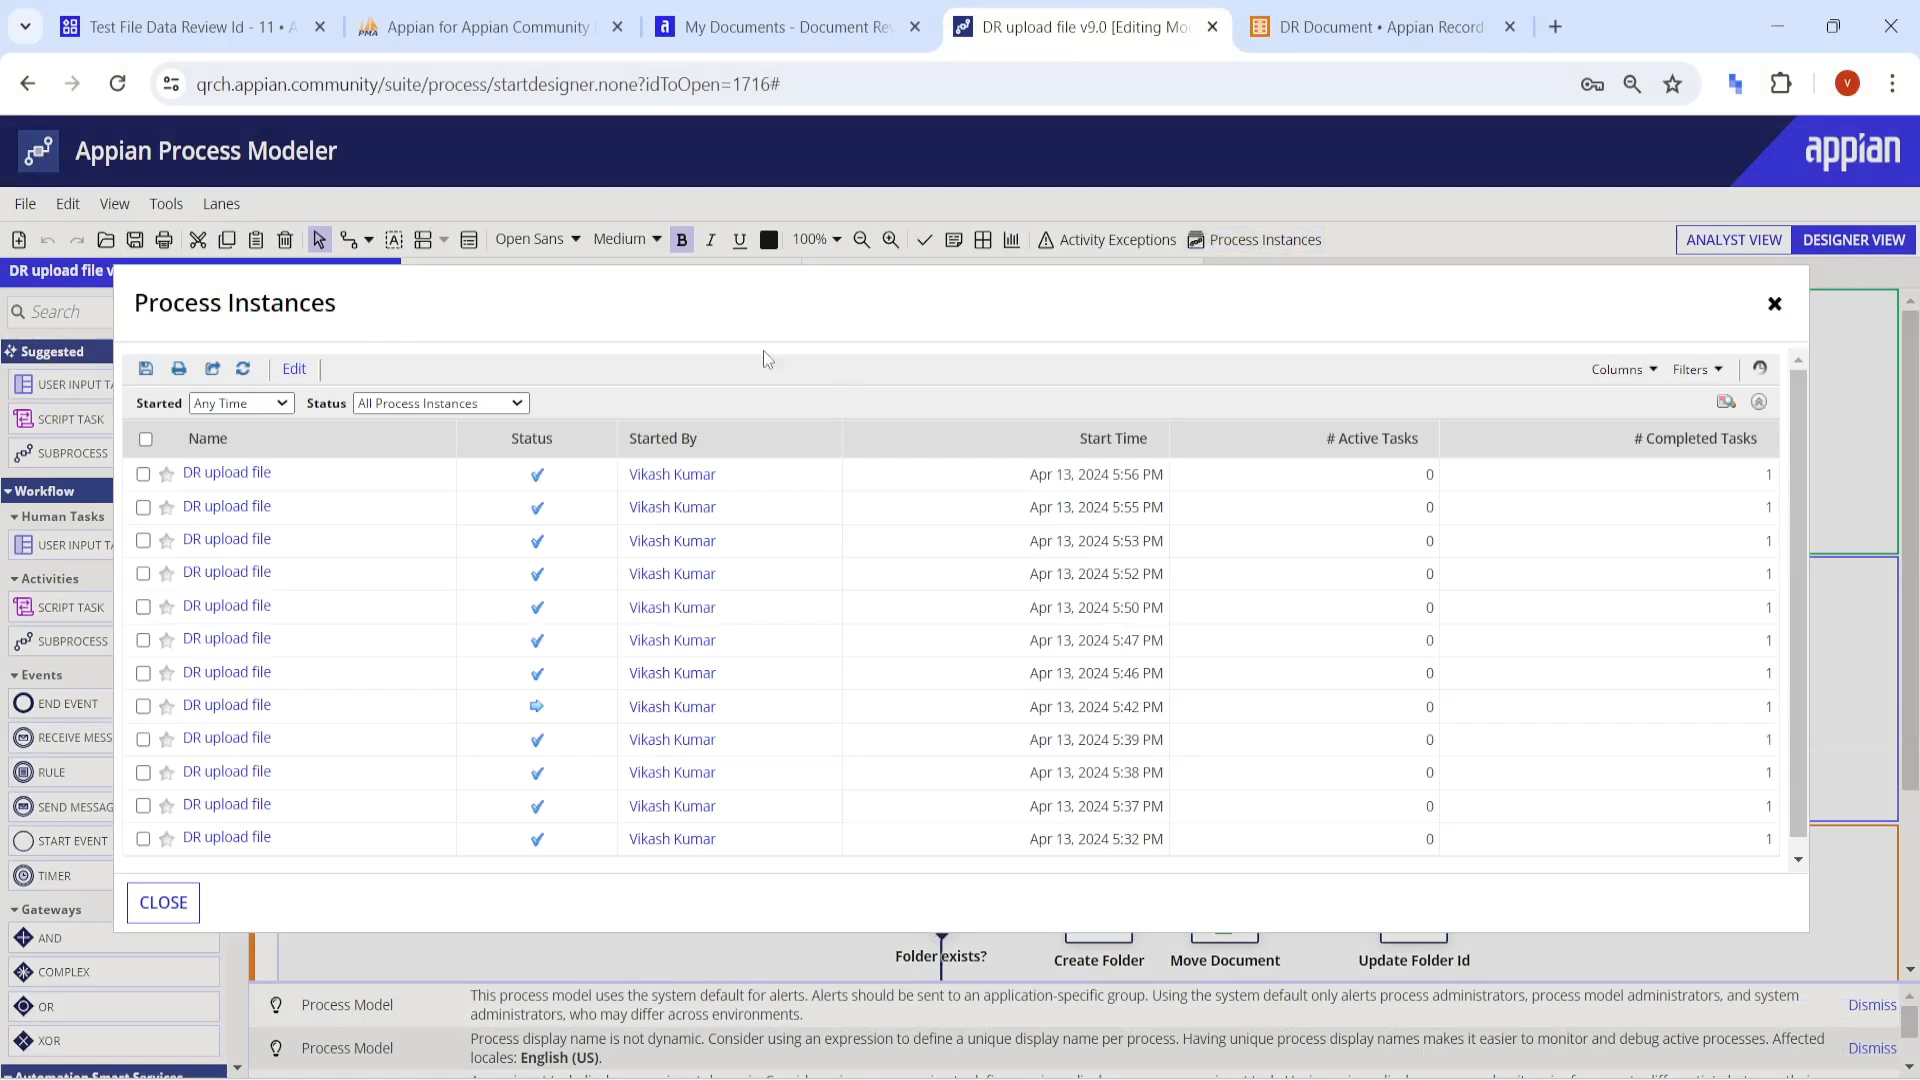 Test File Data Review Id - 11 • A
Appian for Appian Community
My Documents - Document Re
DR upload file v9.0 [Editing Mo
DR Document • Appian Record
qrch.appian.community/suite/process/startdesigner.none?idToOpen=1716#
V
Appian Process Modeler
appian
File Edit View Tools Lanes
Open Sans Medium B I U 100% Activity Exceptions Process Instances ANALYST VIEW DESIGNER VIEW
DR upload file v
Process Instances
Search
Suggested
USER INPUT TA
SCRIPT TASK
SUBPROCESS
Workflow
Human Tasks
USER INPUT TA
Activities
SCRIPT TASK
SUBPROCESS
Events
END EVENT
RECEIVE MESS
RULE
SEND MESSAG
START EVENT
TIMER
Gateways
AND
COMPLEX
OR
XOR
Automation Smart Services
Edit Columns Filters
Started Any Time Status All Process Instances
Name Status Started By Start Time # Active Tasks # Completed Tasks
DR upload file Vikash Kumar Apr 13, 2024 5:56 PM 0 1
DR upload file Vikash Kumar Apr 13, 2024 5:55 PM 0 1
DR upload file Vikash Kumar Apr 13, 2024 5:53 PM 0 1
DR upload file Vikash Kumar Apr 13, 2024 5:52 PM 0 1
DR upload file Vikash Kumar Apr 13, 2024 5:50 PM 0 1
DR upload file Vikash Kumar Apr 13, 2024 5:47 PM 0 1
DR upload file Vikash Kumar Apr 13, 2024 5:46 PM 0 1
DR upload file Vikash Kumar Apr 13, 2024 5:42 PM 0 1
DR upload file Vikash Kumar Apr 13, 2024 5:39 PM 0 1
DR upload file Vikash Kumar Apr 13, 2024 5:38 PM 0 1
DR upload file Vikash Kumar Apr 13, 2024 5:37 PM 0 1
DR upload file Vikash Kumar Apr 13, 2024 5:32 PM 0 1
CLOSE
Folder exists? Create Folder Move Document Update Folder Id
Process Model
This process model uses the system default for alerts. Alerts should be sent to an application-specific group. Using the system default only alerts process administrators, process model administrators, and system
administrators, who may differ across environments.
Dismiss
Process Model
Process display name is not dynamic. Consider using an expression to define a unique display name per process. Having unique process display names makes it easier to monitor and debug active processes. Affected
locales: English (US).
Dismiss